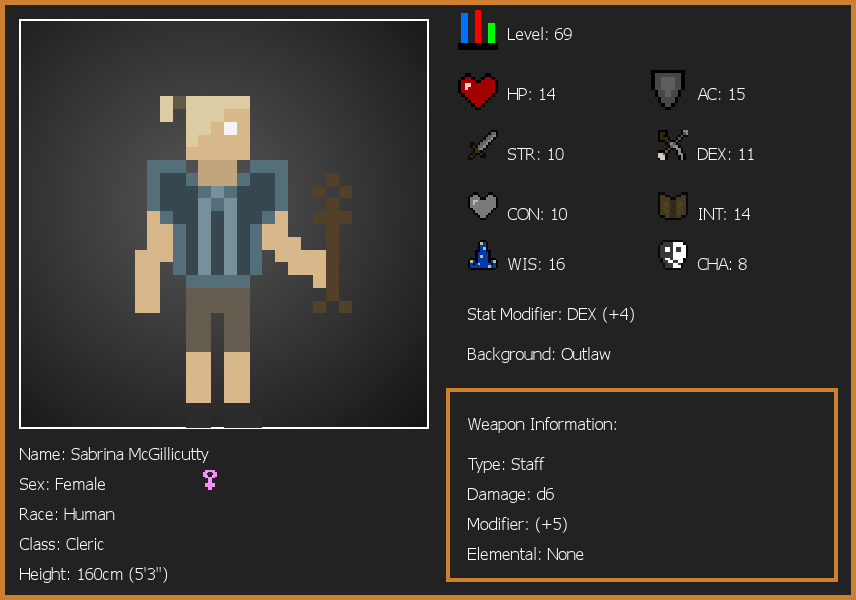 Level: 69
HP: 14
AC: 15
STR: 10
DEX: 11
CON: 10
INT: 14
WIS: 16
CHA: 8
Stat Modifier: DEX (+4)
Background: Outlaw
Weapon Information:
Type: Staff
Damage: d6
Modifier: (+5)
Elemental: None
Name: Sabrina McGillicutty
Sex: Female
Race: Human
Class: Cleric
Height: 160cm (5'3")